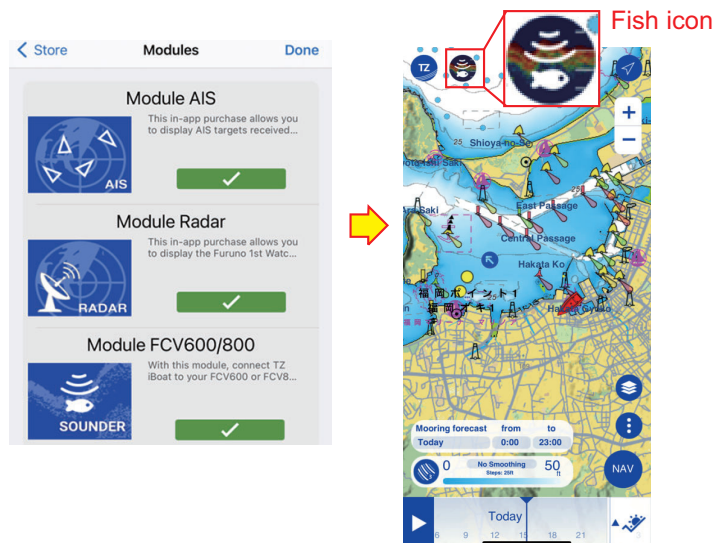 Store
Modules
Done
Module AIS
This in-app purchase allows you
to display AIS targets received...
AIS
Module Radar
This in-app purchase allows you
to display the Furuno 1st Watc...
RADAR
Module FCV600/800
With this module, connect TZ
iBoat to your FCV600 or FCV8...
SOUNDER
Fish icon
TZ
+
−
25
Shioya-no-Se
Saki
25
Saki
East Passage
Central Passage
Hakata Ko
福岡ポイント1
25
Mooring forecast from to
Today 0:00 23:00
0 No Smoothing 50
Steps: 25ft ft
NAV
Today
6 9 12 15 18 21